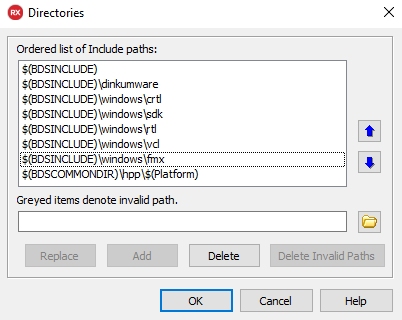 RX Directories
Ordered list of Include paths:
$(BDSINCLUDE)
$(BDSINCLUDE)\dinkumware
$(BDSINCLUDE)\windows\crtl
$(BDSINCLUDE)\windows\sdk
$(BDSINCLUDE)\windows\rtl
$(BDSINCLUDE)\windows\vcl
$(BDSINCLUDE)\windows\fmx
$(BDSCOMMONDIR)\hpp\$(Platform)
Greyed items denote invalid path.
Replace Add Delete Delete Invalid Paths
OK Cancel Help